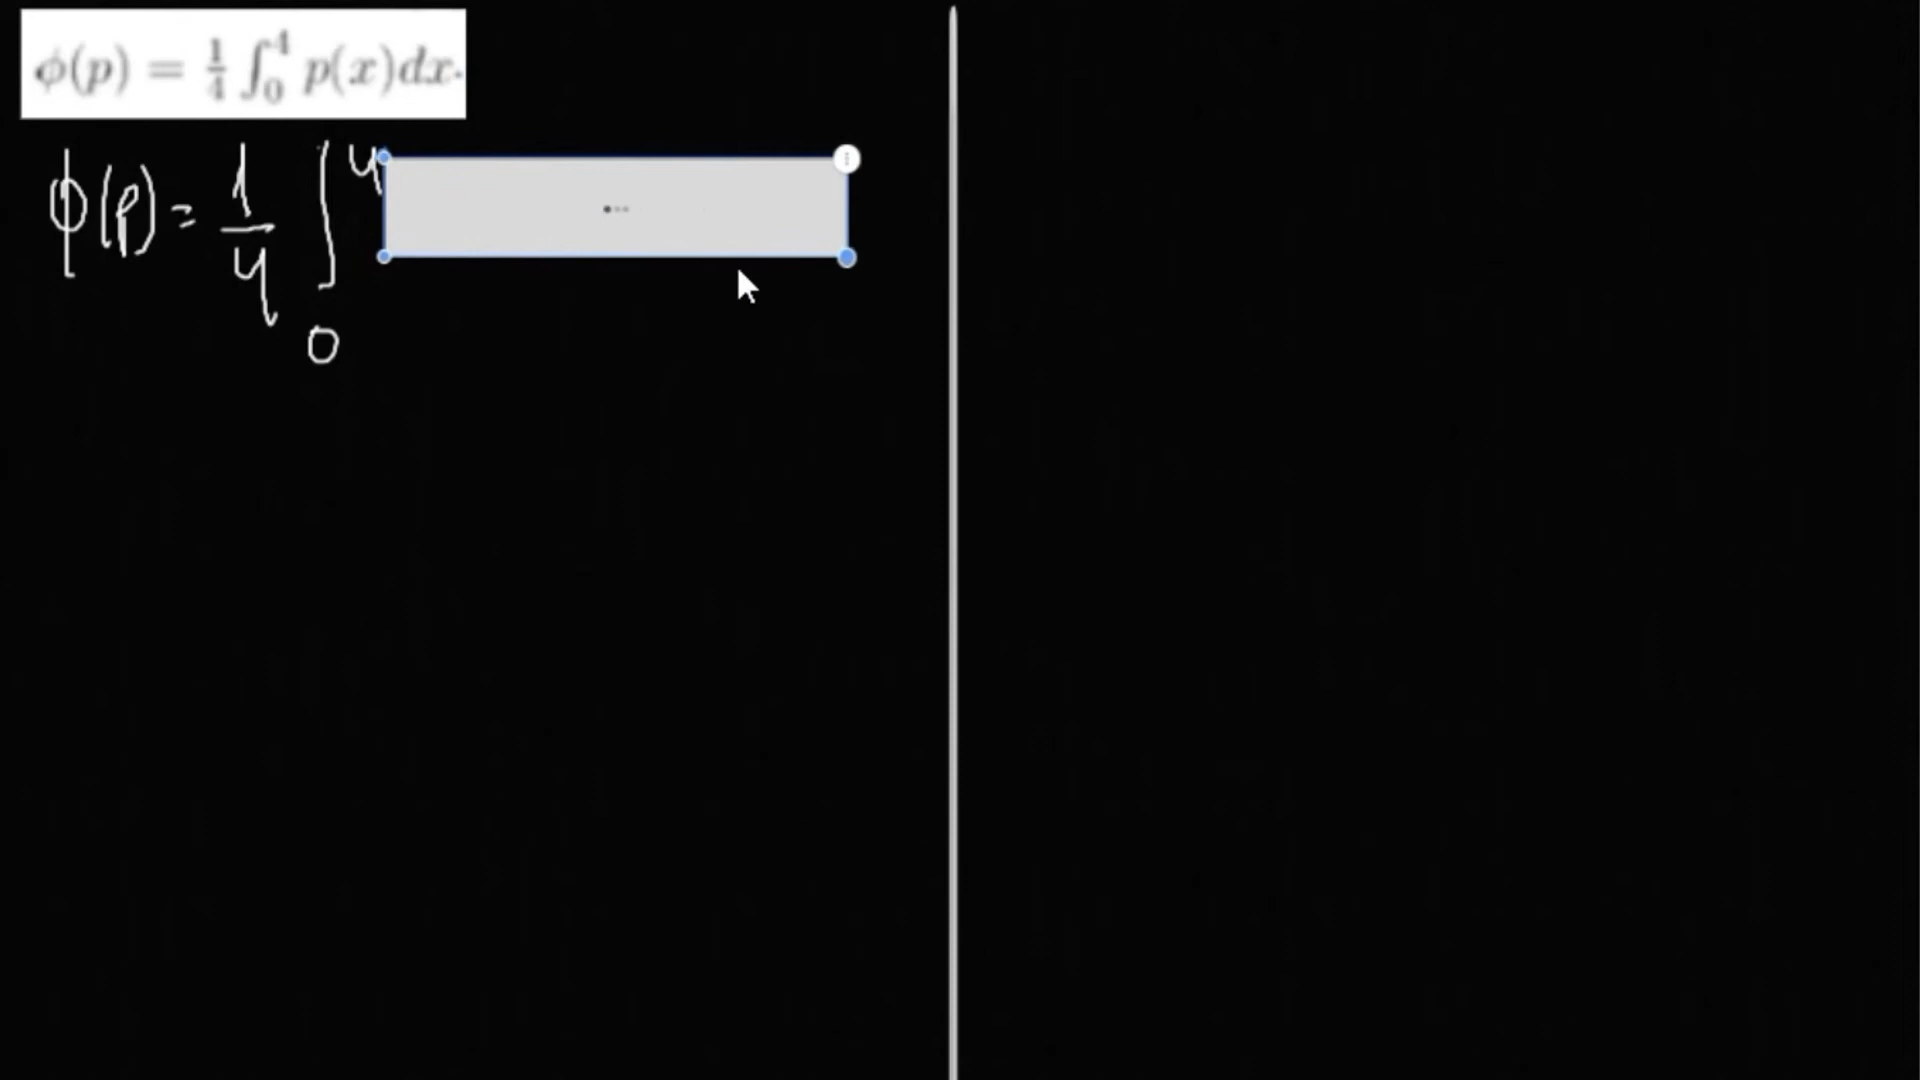 ϕ(p) = 1/4 ∫₀⁴ p(x)dx.
ϕ(p) = 1/4 ∫₀⁴